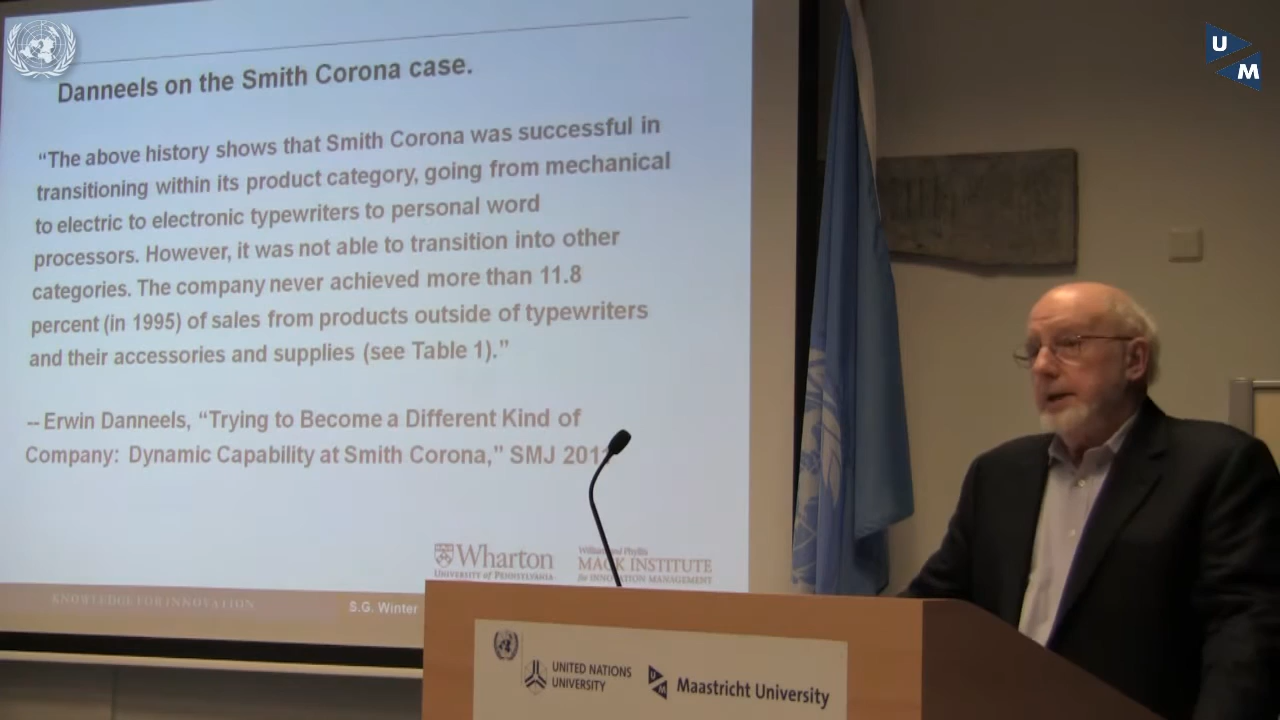 Danneels on the Smith Corona case.
“The above history shows that Smith Corona was successful in
transitioning within its product category, going from mechanical
to electric to electronic typewriters to personal word
processors. However, it was not able to transition into other
categories. The company never achieved more than 11.8
percent (in 1995) of sales from products outside of typewriters
and their accessories and supplies (see Table 1).”
-- Erwin Danneels, “Trying to Become a Different Kind of
Company: Dynamic Capability at Smith Corona,” SMJ
Wharton
UNIVERSITY of PENNSYLVANIA
William and Phyllis
MACK INSTITUTE
for INNOVATION MANAGEMENT
KNOWLEDGE FOR INNOVATION
S.G. Winter
U
M
UNITED NATIONS
UNIVERSITY
U
M
Maastricht University